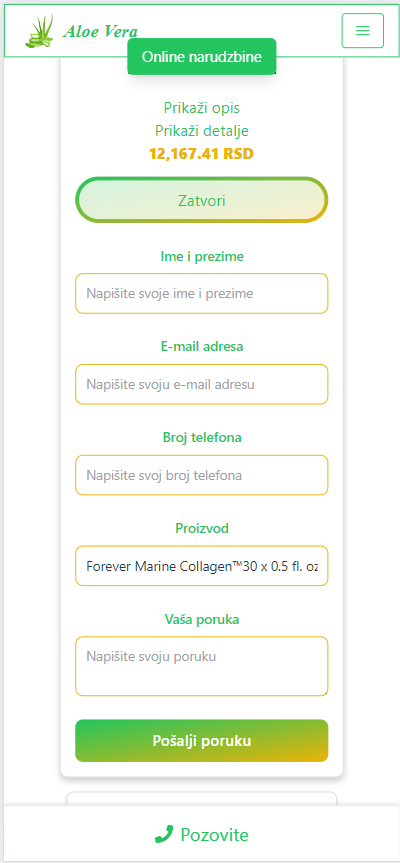 Aloe Vera
Online narudzbine
Prikaži opis
Prikaži detalje
12,167.41 RSD
Zatvori
Ime i prezime
Napišite svoje ime i prezime
E-mail adresa
Napišite svoju e-mail adresu
Broj telefona
Napišite svoj broj telefona
Proizvod
Forever Marine Collagen™30 x 0.5 fl. oz
Vaša poruka
Napišite svoju poruku
Pošalji poruku
Pozovite